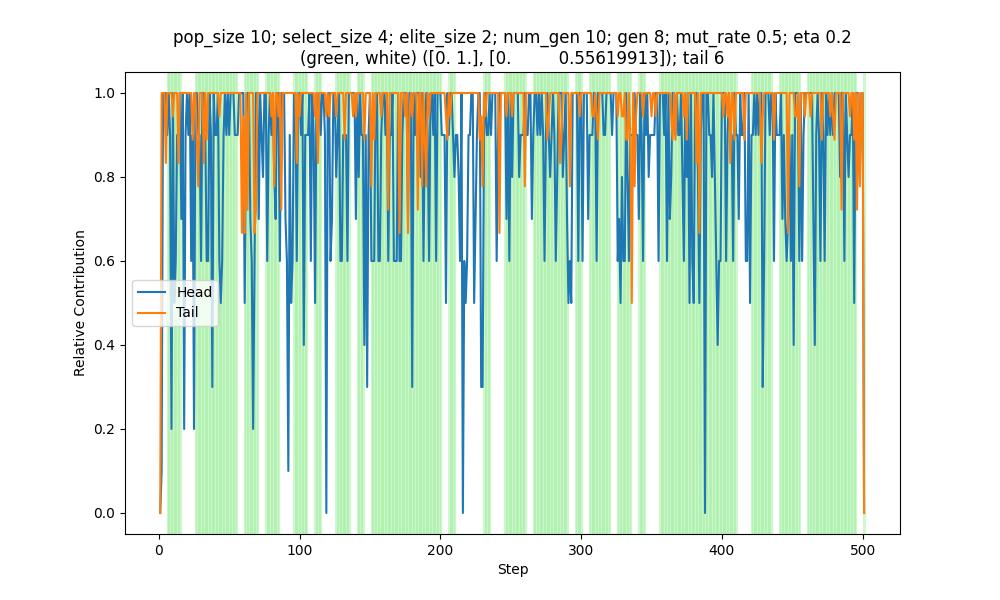 pop_size 10; select_size 4; elite_size 2; num_gen 10; gen 8; mut_rate 0.5; eta 0.2
(green, white) ([0. 1.], [0.          0.55619913]); tail 6
1.0
0.8
0.6
0.4
0.2
0.0
Relative Contribution
Head
Tail
0
100
200
300
400
500
Step